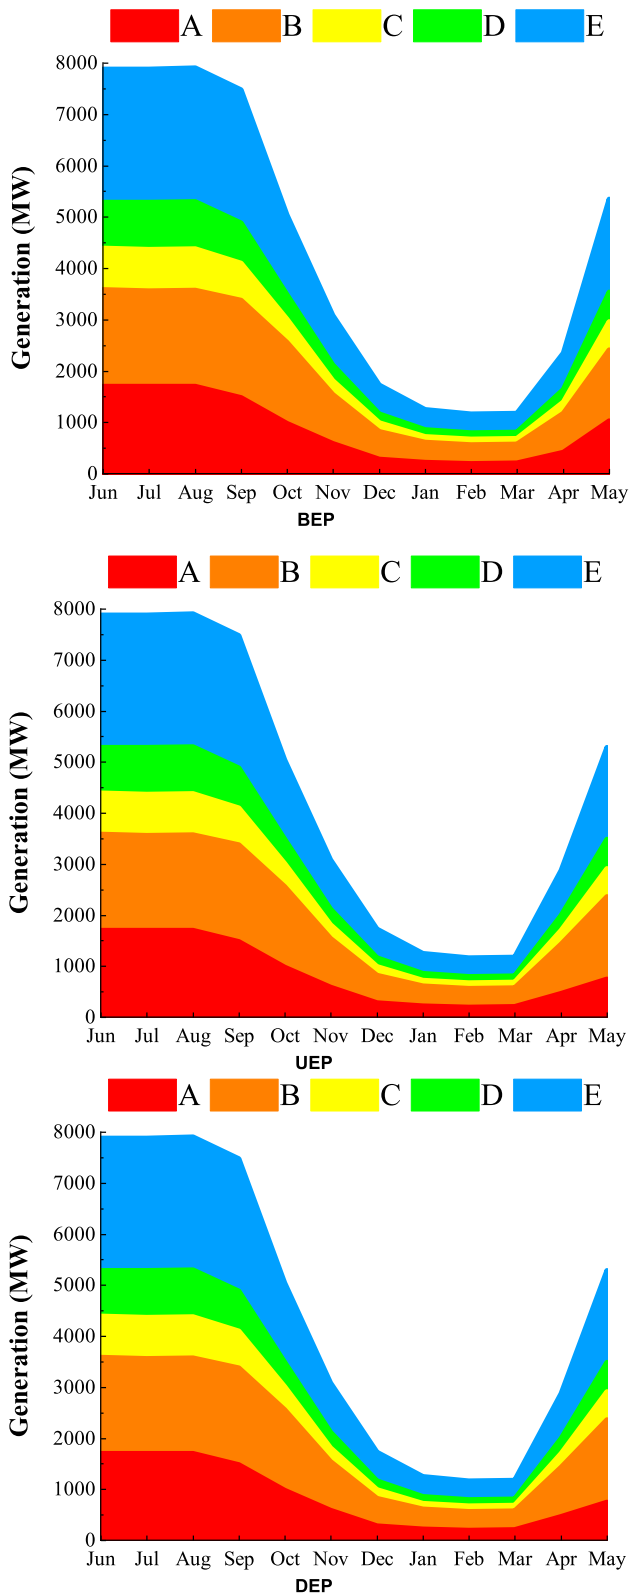 A B C D E
8000
7000
6000
5000
4000
3000
2000
1000
0
Generation (MW)
Jun Jul Aug Sep Oct Nov Dec Jan Feb Mar Apr May
BEP
A B C D E
8000
7000
6000
5000
4000
3000
2000
1000
0
Generation (MW)
Jun Jul Aug Sep Oct Nov Dec Jan Feb Mar Apr May
UEP
A B C D E
8000
7000
6000
5000
4000
3000
2000
1000
0
Generation (MW)
Jun Jul Aug Sep Oct Nov Dec Jan Feb Mar Apr May
DEP